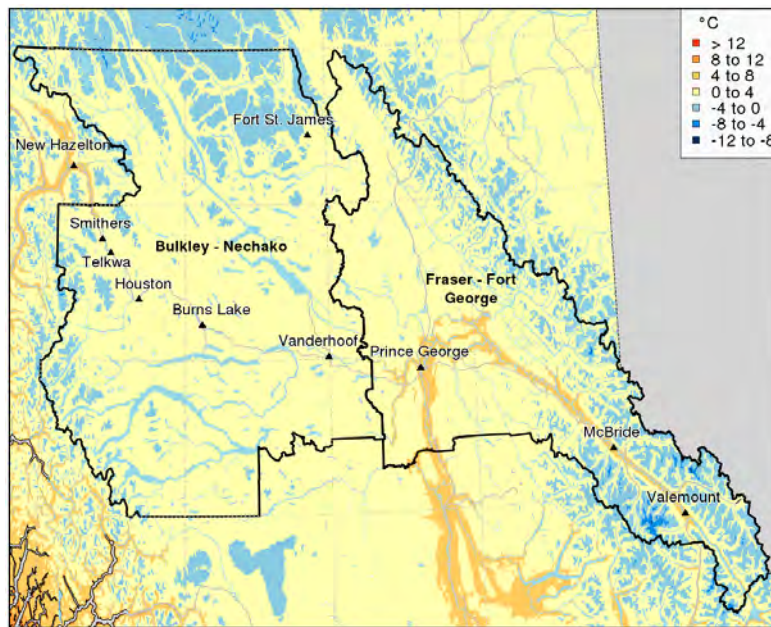 °C
> 12
8 to 12
4 to 8
0 to 4
-4 to 0
-8 to -4
-12 to -8
Fort St. James
New Hazelton
Smithers
Bulkley - Nechako
Telkwa
Fraser - Fort
George
Houston
Burns Lake
Vanderhoof
Prince George
McBride
Valemount